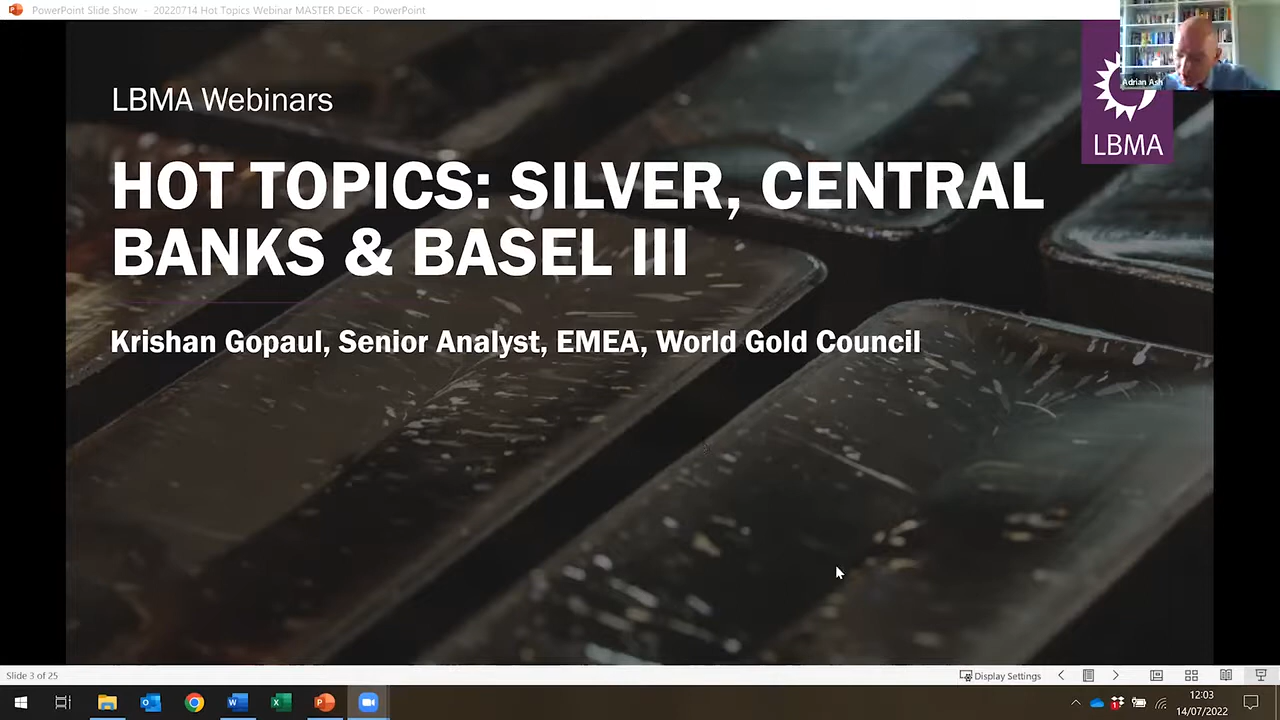 PowerPoint Slide Show - 20220714 Hot Topics Webinar MASTER DECK - PowerPoint
Adrian Ash
LBMA Webinars
LBMA
HOT TOPICS: SILVER, CENTRAL
BANKS & BASEL III
Krishan Gopaul, Senior Analyst, EMEA, World Gold Council
Slide 3 of 25
Display Settings
12:03
14/07/2022